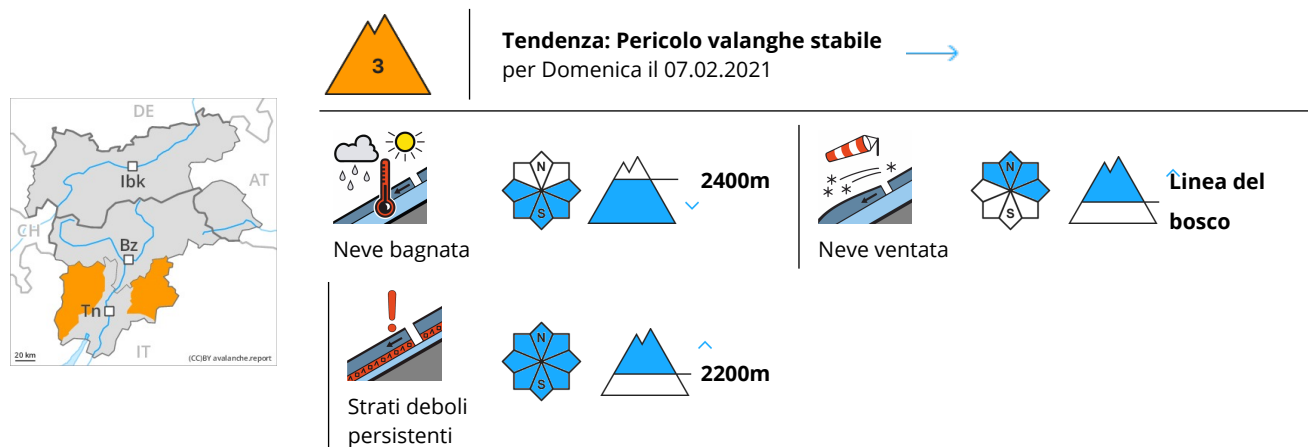 3
Tendenza: Pericolo valanghe stabile
per Domenica il 07.02.2021
DE
AT
CH
IT
Ibk
Bz
Tn
20 km
(CC)BY avalanche.report
N
S
2400m
Neve bagnata
N
S
Linea del
bosco
Neve ventata
N
S
2200m
Strati deboli
persistenti